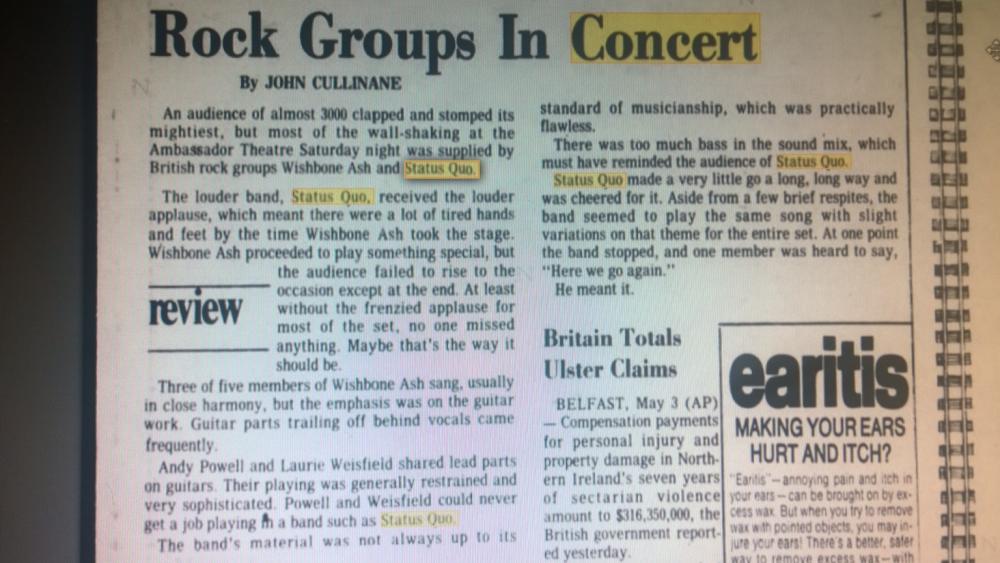 Rock Groups In Concert
By JOHN CULLINANE
An audience of almost 3000 clapped and stomped its
mightiest, but most of the wall-shaking at the
Ambassador Theatre Saturday night was supplied by
British rock groups Wishbone Ash and Status Quo.
The louder band, Status Quo, received the louder
applause, which meant there were a lot of tired hands
and feet by the time Wishbone Ash took the stage.
Wishbone Ash proceeded to play something special, but
the audience failed to rise to the
occasion except at the end. At least
without the frenzied applause for
most of the set, no one missed
anything. Maybe that's the way it
should be.
review
Three of five members of Wishbone Ash sang, usually
in close harmony, but the emphasis was on the guitar
work. Guitar parts trailing off behind vocals came
frequently.
Andy Powell and Laurie Weisfield shared lead parts
on guitars. Their playing was generally restrained and
very sophisticated. Powell and Weisfield could never
get a job playing in a band such as Status Quo.
The band's material was not always up to its
standard of musicianship, which was practically
flawless.
There was too much bass in the sound mix, which
must have reminded the audience of Status Quo.
Status Quo made a very little go a long, long way and
was cheered for it. Aside from a few brief respites, the
band seemed to play the same song with slight
variations on that theme for the entire set. At one point
the band stopped, and one member was heard to say,
"Here we go again."
He meant it.
Britain Totals
Ulster Claims
BELFAST, May 3 (AP)
— Compensation payments
for personal injury and
property damage in North-
ern Ireland's seven years
of sectarian violence
amount to $316,350,000, the
British government report-
ed yesterday.
earitis
MAKING YOUR EARS
HURT AND ITCH?
"Earitis"—annoying pain and itch in
your ears—can be brought on by ex-
cess wax. But when you try to remove
wax with pointed objects, you may in-
jure your ears! There's a better, safer
way to remove excess wax—with